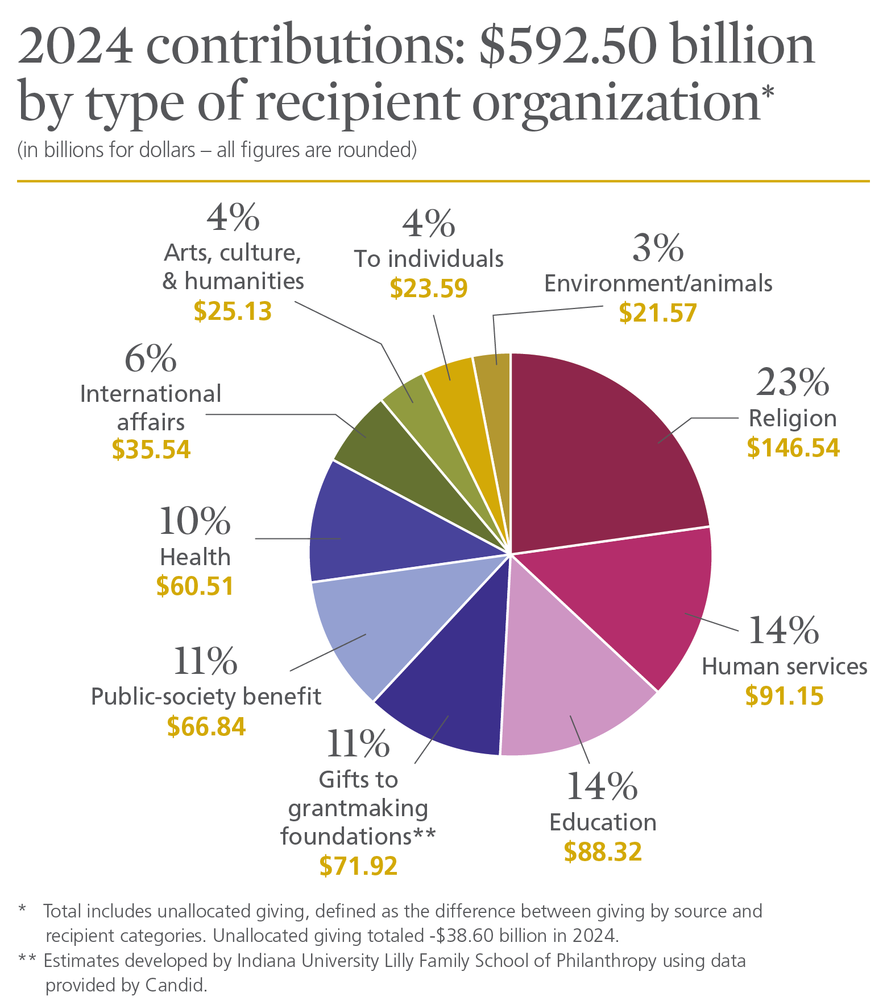 2024 contributions: $592.50 billion
by type of recipient organization*
(in billions for dollars – all figures are rounded)
4%
Arts, culture,
& humanities
$25.13
4%
To individuals
$23.59
3%
Environment/animals
$21.57
6%
International
affairs
$35.54
23%
Religion
$146.54
10%
Health
$60.51
14%
Human services
$91.15
11%
Public-society benefit
$66.84
11%
Gifts to
grantmaking
foundations**
$71.92
14%
Education
$88.32
* Total includes unallocated giving, defined as the difference between giving by source and
recipient categories. Unallocated giving totaled -$38.60 billion in 2024.
** Estimates developed by Indiana University Lilly Family School of Philanthropy using data
provided by Candid.